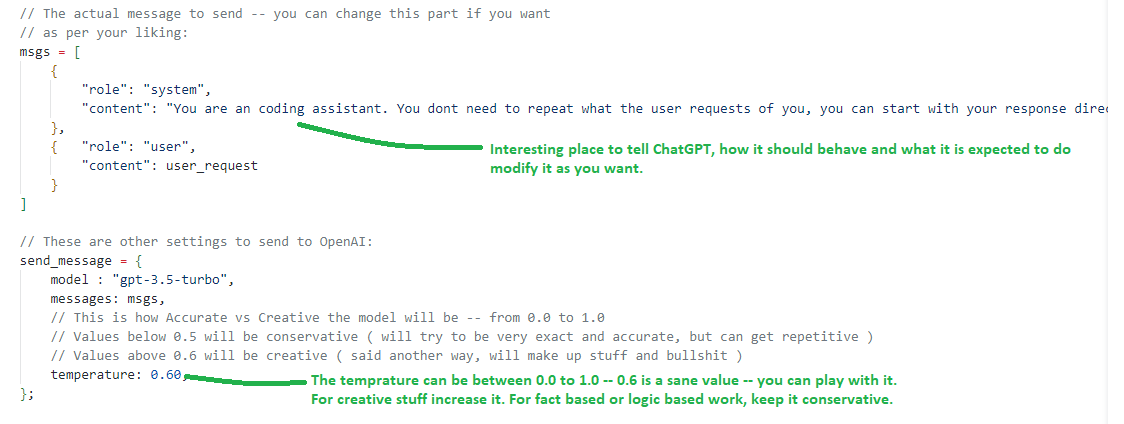 // The actual message to send -- you can change this part if you want
// as per your liking:
msgs = [
{
"role": "system",
"content": "You are an coding assistant. You dont need to repeat what the user requests of you, you can start with your response
},
{ "role": "user",
Interesting place to tell ChatGPT, how it should behave and what it is expected to do
"content": user_request
modify it as you want.
}
]
// These are other settings to send to OpenAI:
send_message = {
model : "gpt-3.5-turbo",
messages: msgs,
// This is how Accurate vs Creative the model will be -- from 0.0 to 1.0
// Values below 0.5 will be conservative ( will try to be very exact and accurate, but can get repetitive )
// Values above 0.6 will be creative ( said another way, will make up stuff and bullshit )
temperature: 0.60,
The temprature can be between 0.0 to 1.0 -- 0.6 is a sane value -- you can play with it.
};
For creative stuff increase it. For fact based or logic based work, keep it conservative.